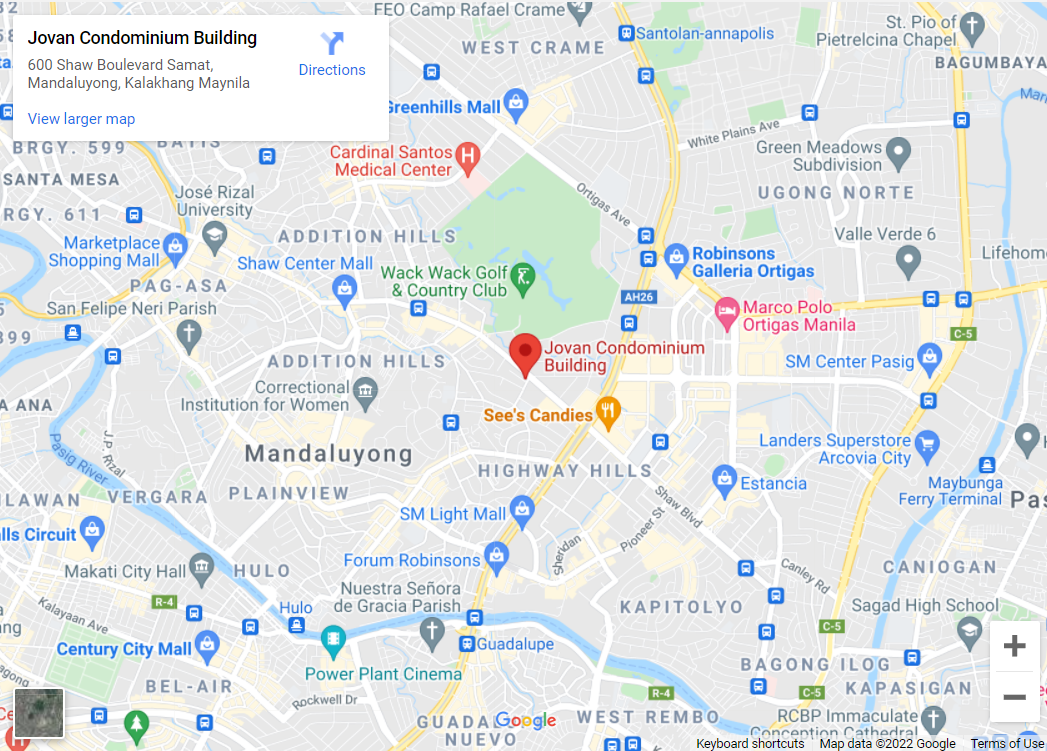 FEO Camp Rafael Crame
WEST CRAME
Santolan-annapolis
St. Pio of
Pietrelcina Chapel
BAGUMBAYA
Jovan Condominium Building
600 Shaw Boulevard Samat,
Mandaluyong, Kalakhang Maynila
Directions
View larger map
Greenhills Mall
White Plains Ave
Mari
BRGY. 599
BATIS
Cardinal Santos
Medical Center
Green Meadows
Subdivision
SANTA MESA
José Rizal
University
Ortigas Ave
UGONG NORTE
RGY. 611
Marketplace
Shopping Mall
ADDITION HILLS
Valle Verde 6
Shaw Center Mall
Wack Wack Golf
& Country Club
Robinsons
Galleria Ortigas
Lifehom
PAG-ASA
AH26
San Felipe Neri Parish
Marco Polo
Ortigas Manila
C-5
399
Jovan Condominium
Building
ADDITION HILLS
SM Center Pasig
Correctional
Institution for Women
A ANA
See's Candies
J.P. Rizal
Pasig River
Mandaluyong
Landers Superstore
Arcovia City
HIGHWAY HILLS
Estancia
Maybunga
Ferry Terminal
Pas
ILAWAN
VERGARA
PLAINVIEW
Shaw Blvd
SM Light Mall
Pioneer St
lls Circuit
Sheridan
Forum Robinsons
Makati City Hall
HULO
Canley Rd
CANIOGAN
Nuestra Señora
de Gracia Parish
R-4
Kalayaan Ave
Hulo
KAPITOLYO
Sagad High School
ng
C-5
Century City Mall
Guadalupe
Power Plant Cinema
BAGONG ILOG
BEL-AIR
Rockwell Dr
R-4
C-5
KAPASIGAN
GUADALUPE
NUEVO
Google
WEST REMBO
RCBP Immaculate
Conception Cathedral
Keyboard shortcuts
Map data ©2022 Google
Terms of Use